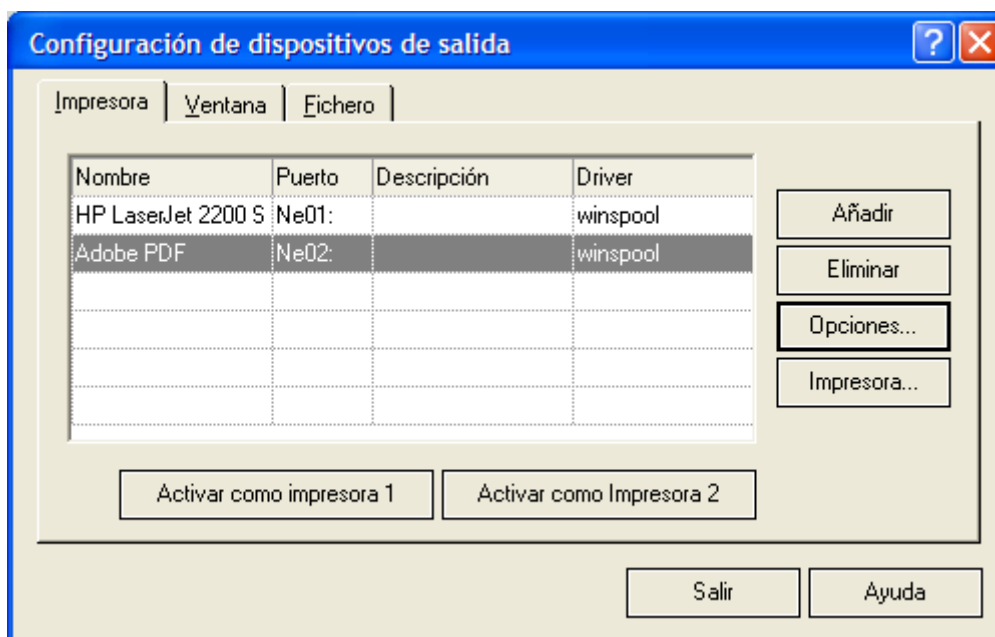 Configuración de dispositivos de salida
Impresora Ventana Fichero
Nombre Puerto Descripción Driver
HP LaserJet 2200 S Ne01: winspool
Adobe PDF Ne02: winspool
Añadir
Eliminar
Opciones...
Impresora...
Activar como impresora 1 Activar como Impresora 2
Salir Ayuda